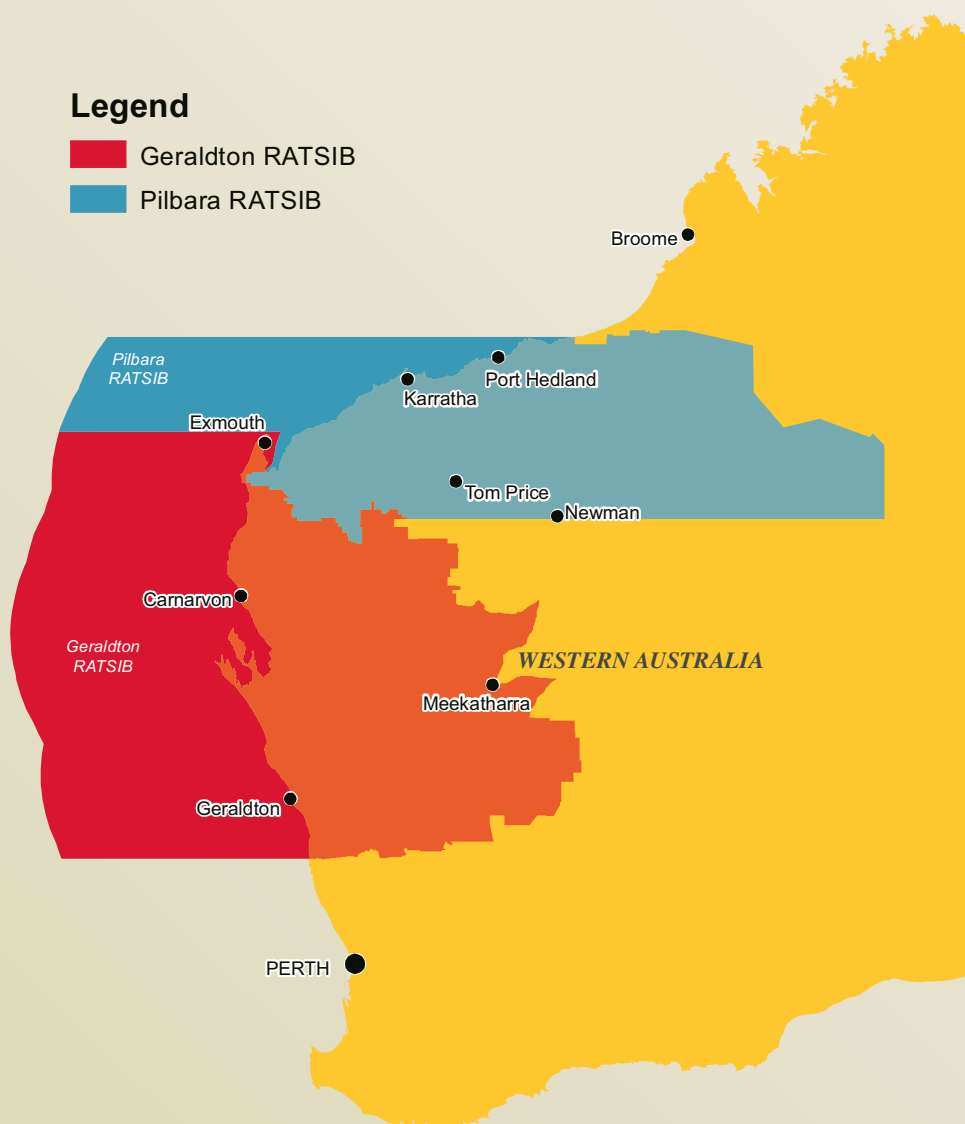 Legend
Geraldton RATSIB
Pilbara RATSIB
Broome
Pilbara
RATSIB
Port Hedland
Karratha
Exmouth
Tom Price
Newman
Carnarvon
Geraldton
RATSIB
WESTERN AUSTRALIA
Meekatharra
Geraldton
PERTH